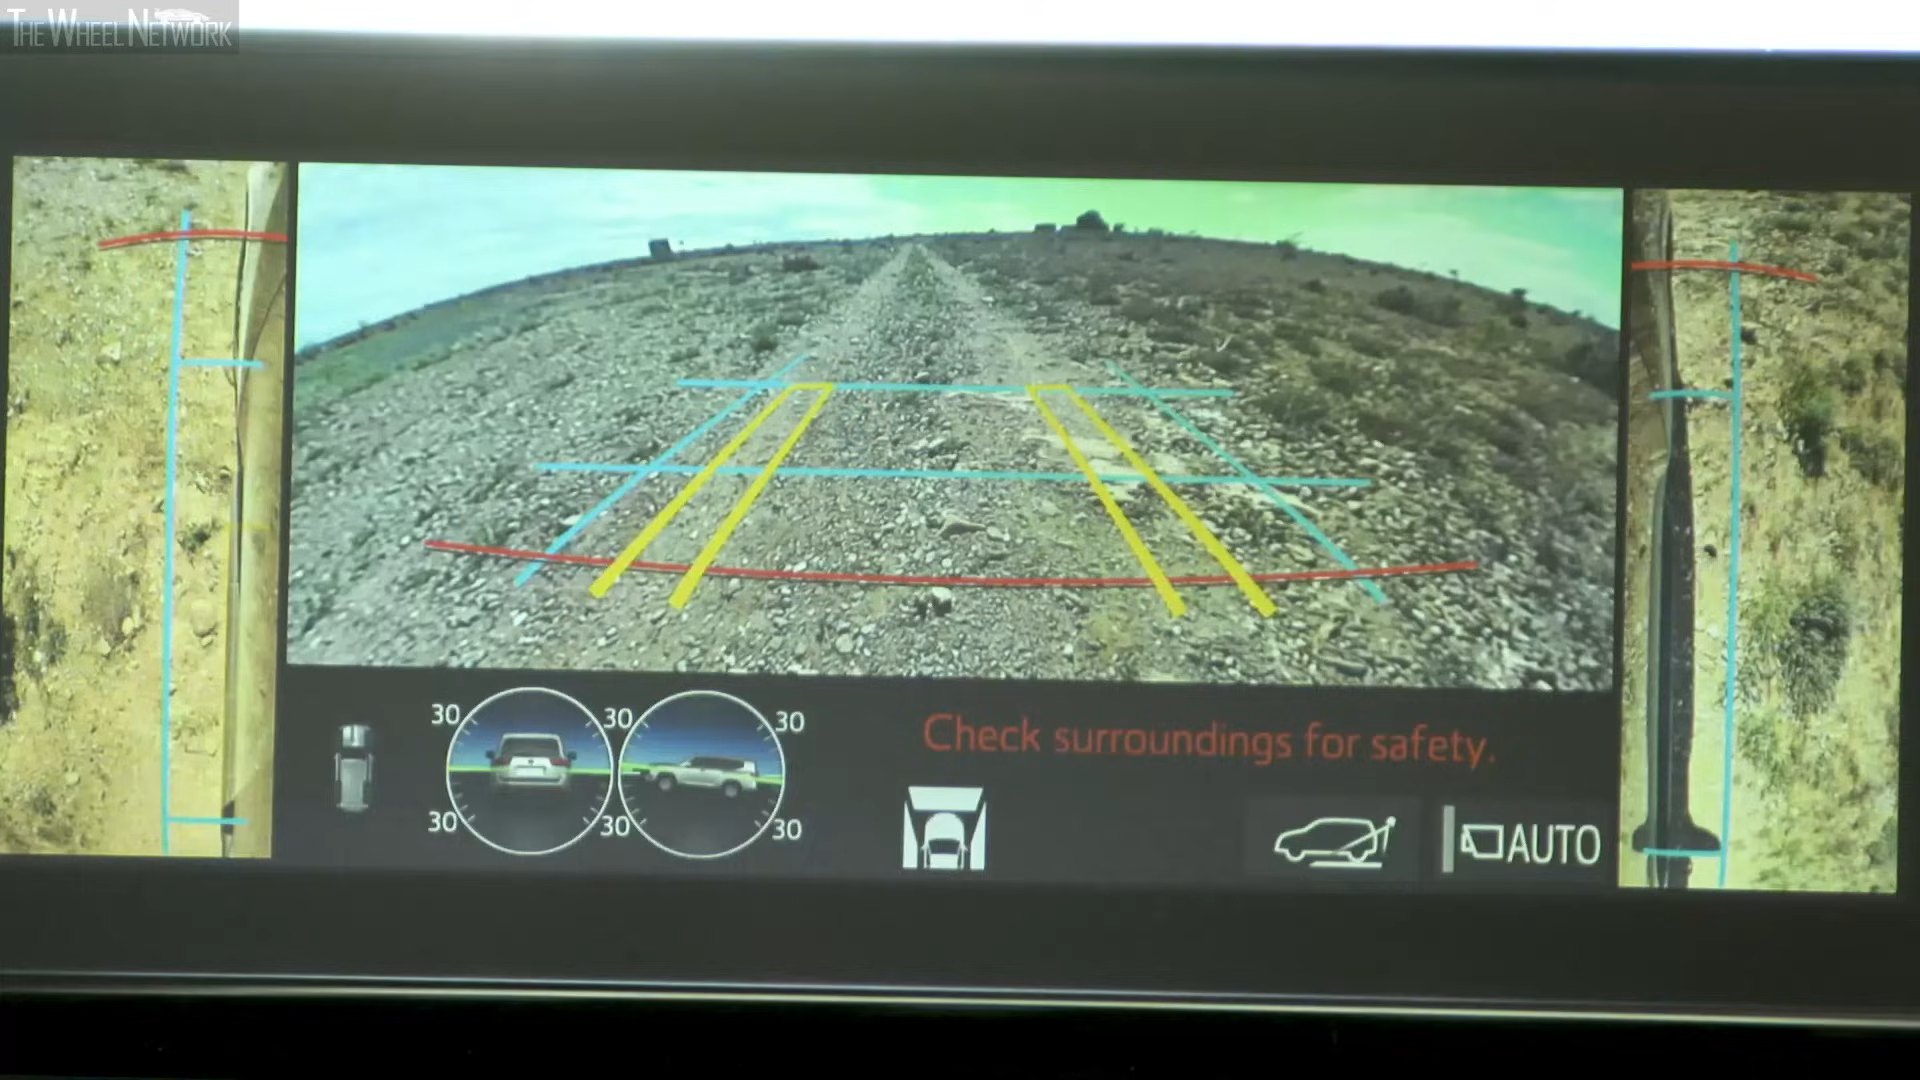 THE WHEEL NETWORK
30 30 30
30 30 30
Check surroundings for safety.
AUTO